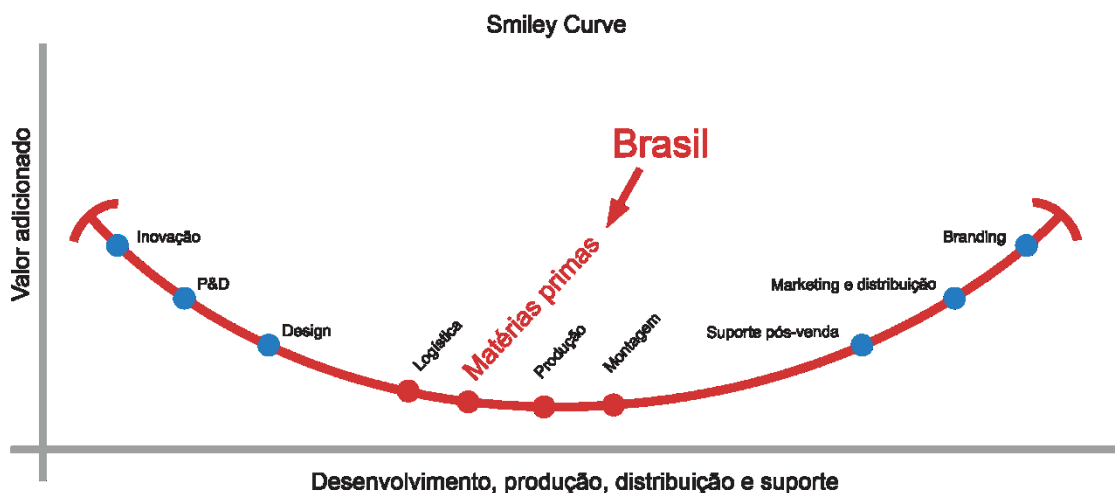 Smiley Curve
Valor adicionado
Brasil
Inovação
P&D
Design
Logística
Matérias primas
Produção
Montagem
Suporte pós-venda
Marketing e distribuição
Branding
Desenvolvimento, produção, distribuição e suporte